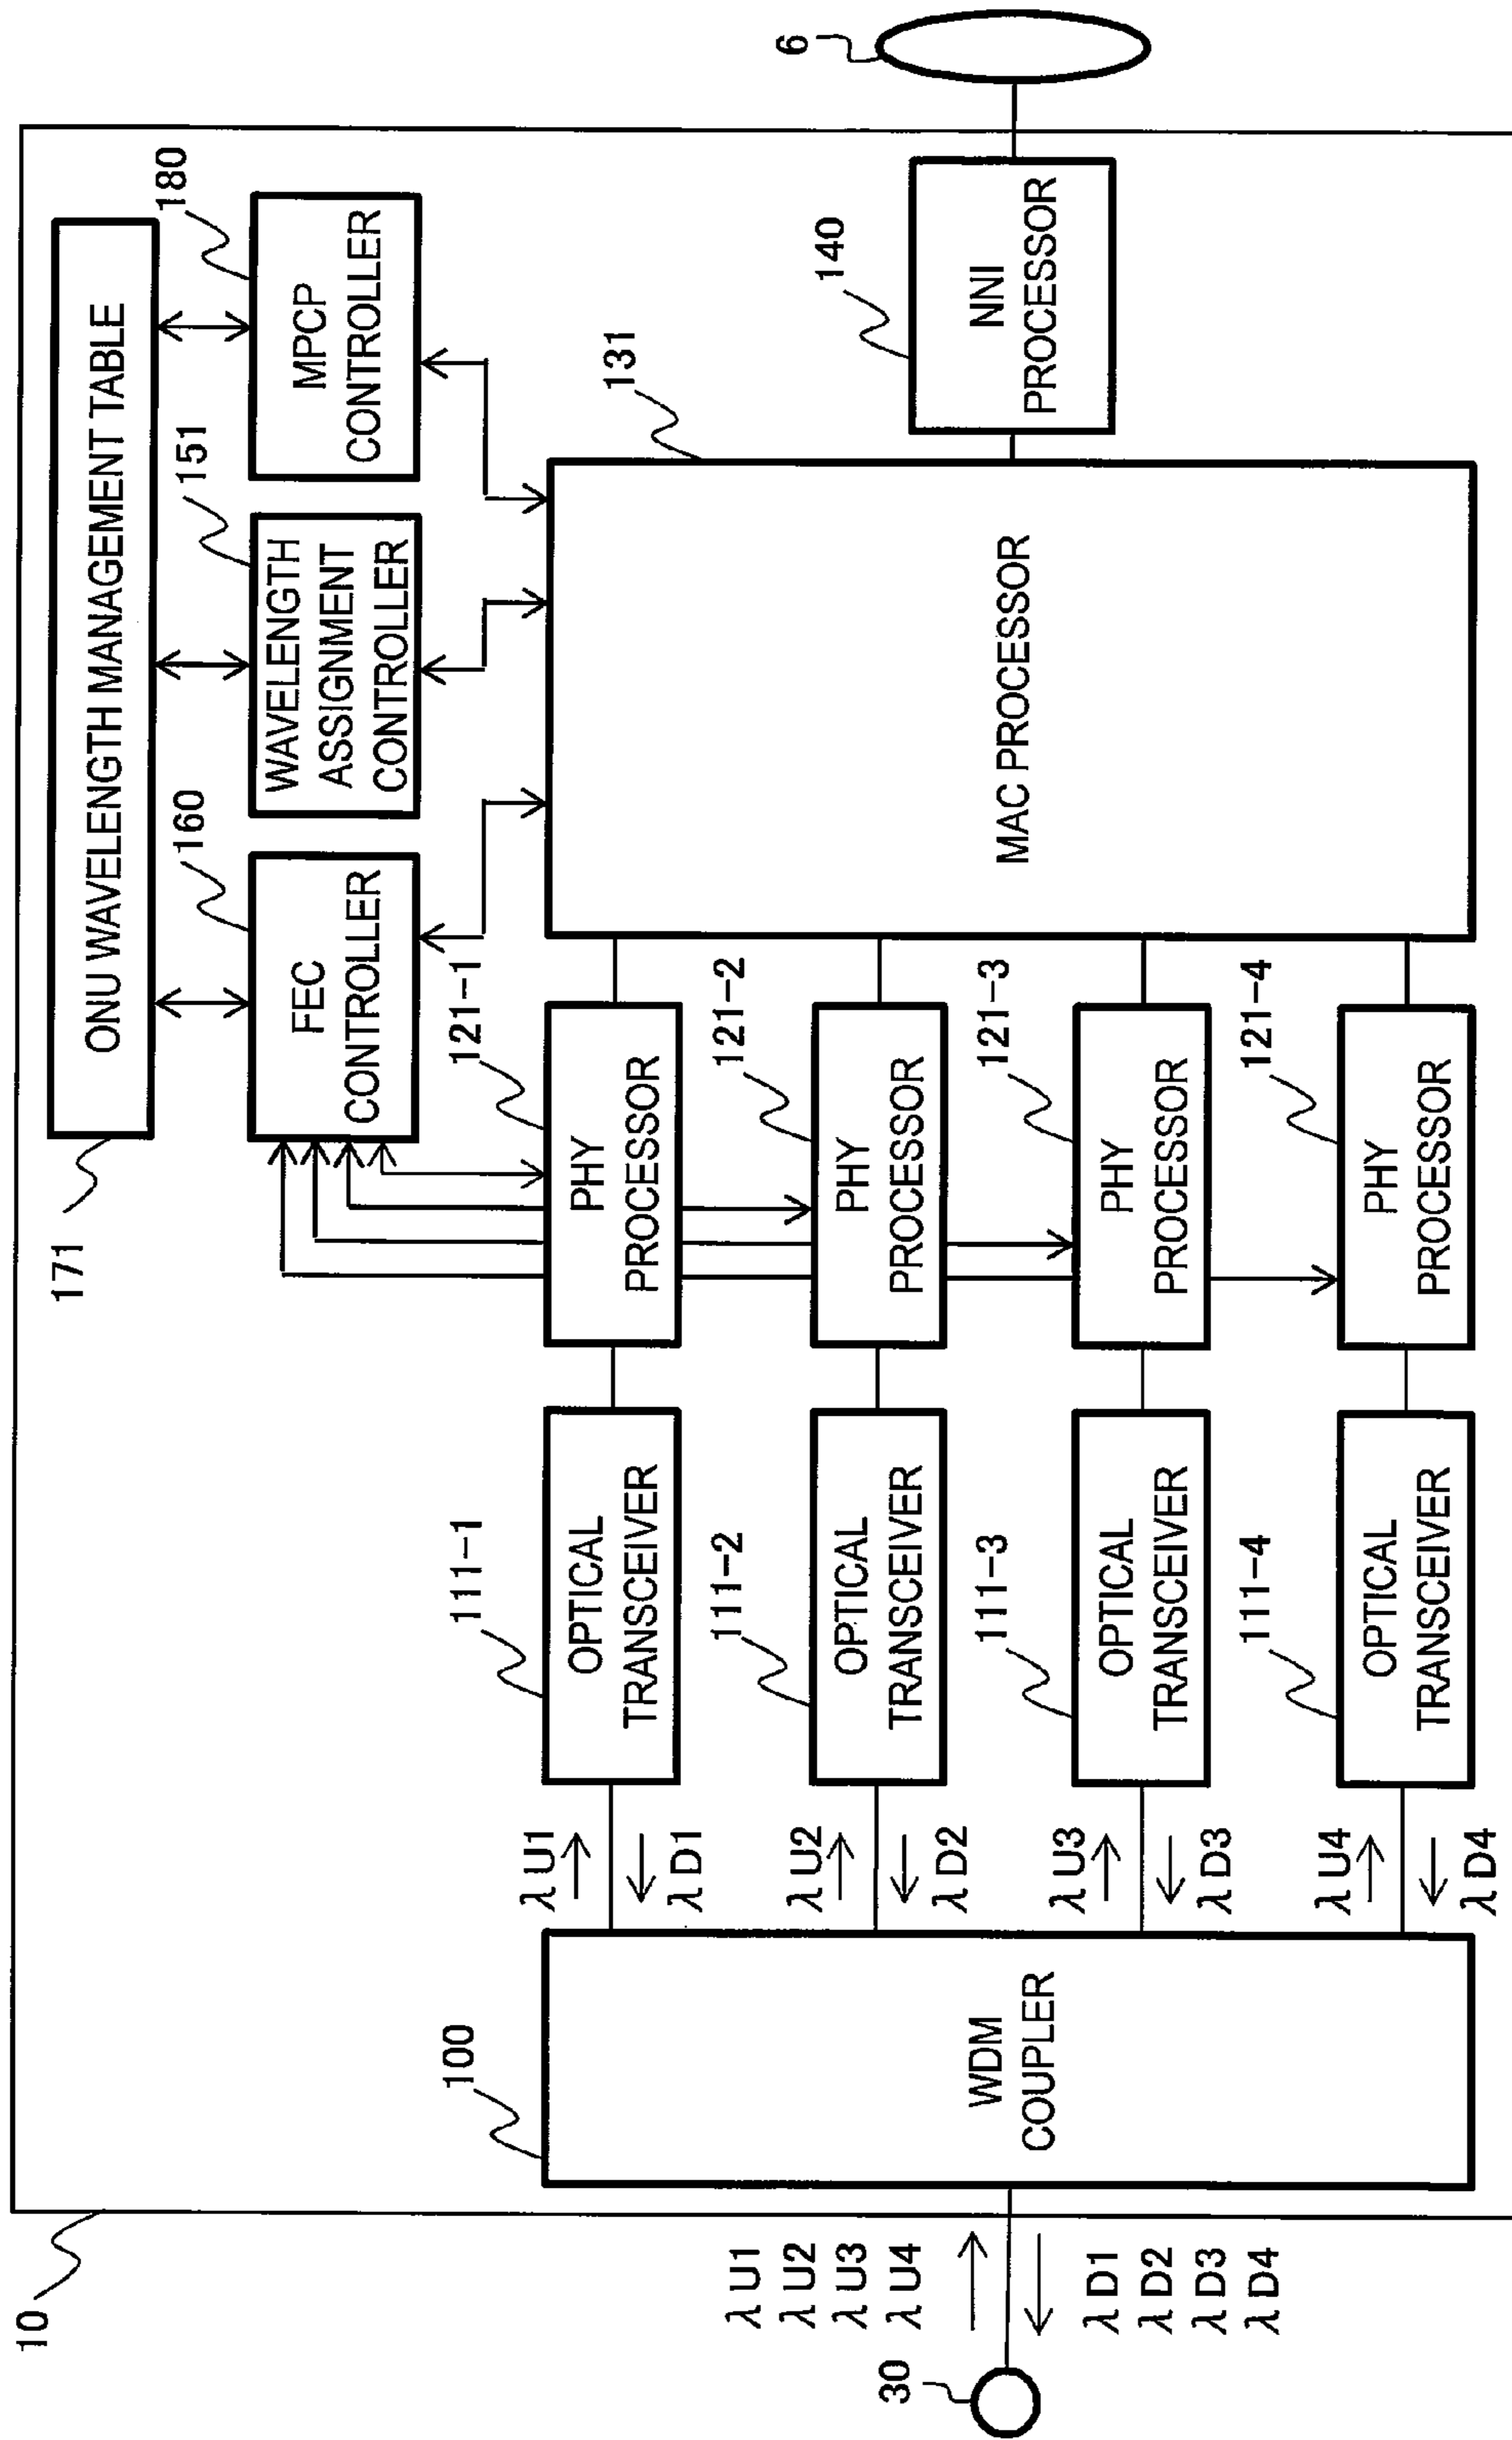 10
171
ONU WAVELENGTH MANAGEMENT TABLE
160
151
180
FEC
CONTROLLER
WAVELENGTH
ASSIGNMENT
CONTROLLER
MPCP
CONTROLLER
100
111-1
121-1
131
140
6
λU1
λD1
OPTICAL
TRANSCEIVER
PHY
PROCESSOR
111-2
121-2
λU2
λD2
OPTICAL
TRANSCEIVER
PHY
PROCESSOR
30
λU1
λU2
λU3
λU4
λD1
λD2
λD3
λD4
WDM
COUPLER
MAC PROCESSOR
NNI
PROCESSOR
111-3
121-3
λU3
λD3
OPTICAL
TRANSCEIVER
PHY
PROCESSOR
111-4
121-4
λU4
λD4
OPTICAL
TRANSCEIVER
PHY
PROCESSOR